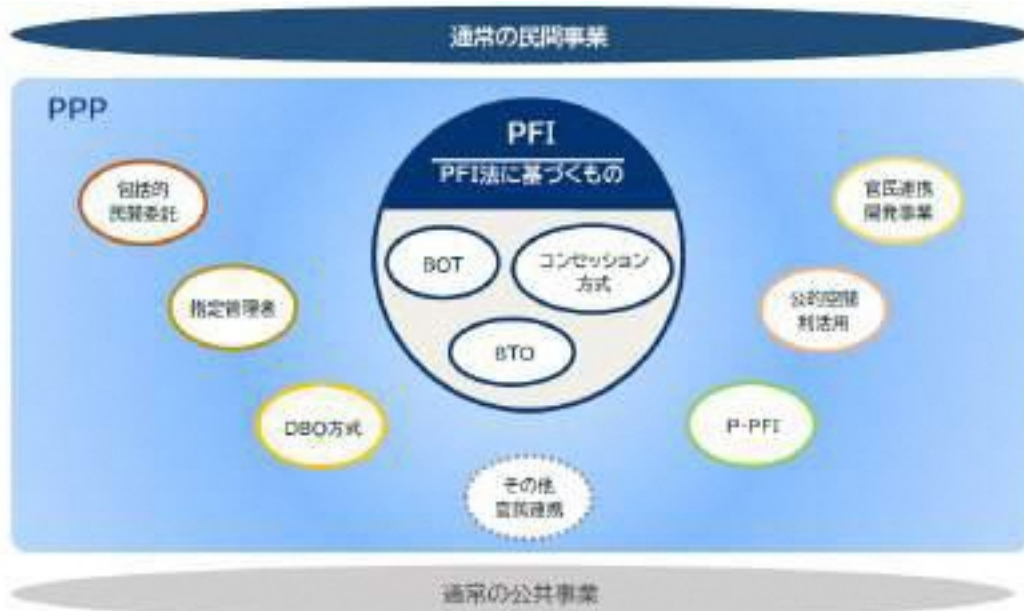 通常の民間事業
PPP
PFI
PFI法に基づくもの
包括的
民間委託
官民連携
開発事業
BOT
コンセッション
方式
指定管理者
公的空間
利活用
BTO
DBO方式
P-PFI
その他
官民連携
通常の公共事業